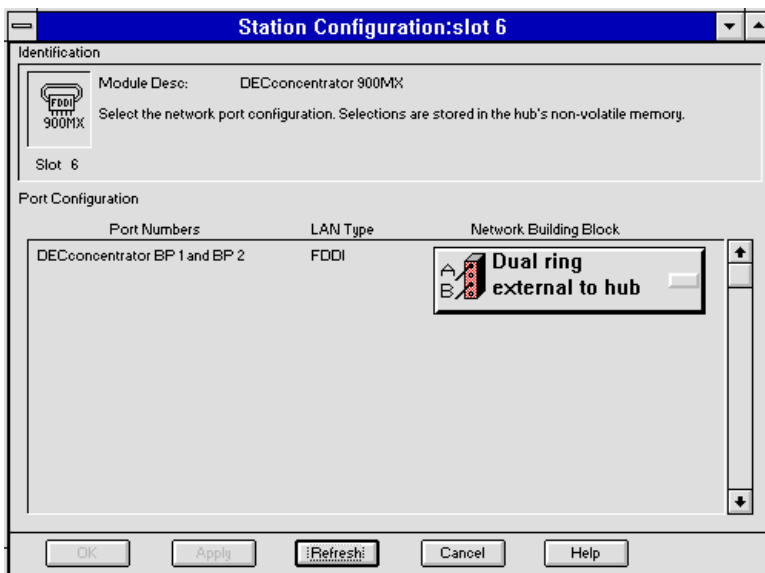 Station Configuration:slot 6
Identification
FDDI
900MX
Module Desc: DECconcentrator 900MX
Select the network port configuration. Selections are stored in the hub's non-volatile memory.
Slot 6
Port Configuration
Port Numbers LAN Type Network Building Block
DECconcentrator BP 1 and BP 2 FDDI
A
B
Dual ring
external to hub
OK Apply Refresh Cancel Help